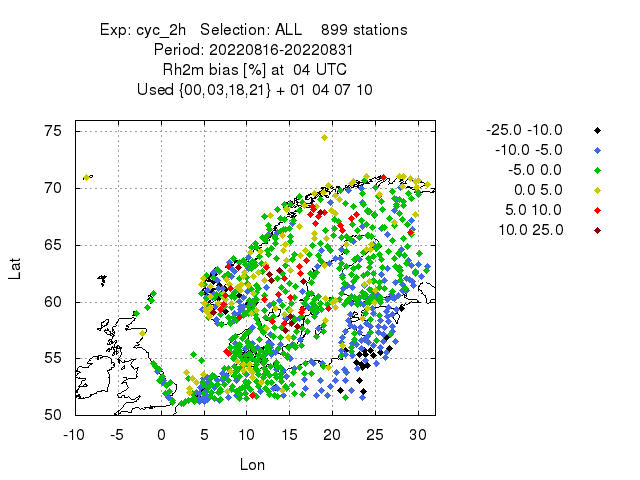 Exp: cyc_2h   Selection: ALL    899 stations
Period: 20220816-20220831
Rh2m bias [%] at  04 UTC
Used {00,03,18,21} + 01 04 07 10
-25.0 -10.0
-10.0 -5.0
-5.0 0.0
0.0 5.0
5.0 10.0
10.0 25.0
75
70
65
60
55
50
Lat
-10 -5 0 5 10 15 20 25 30
Lon